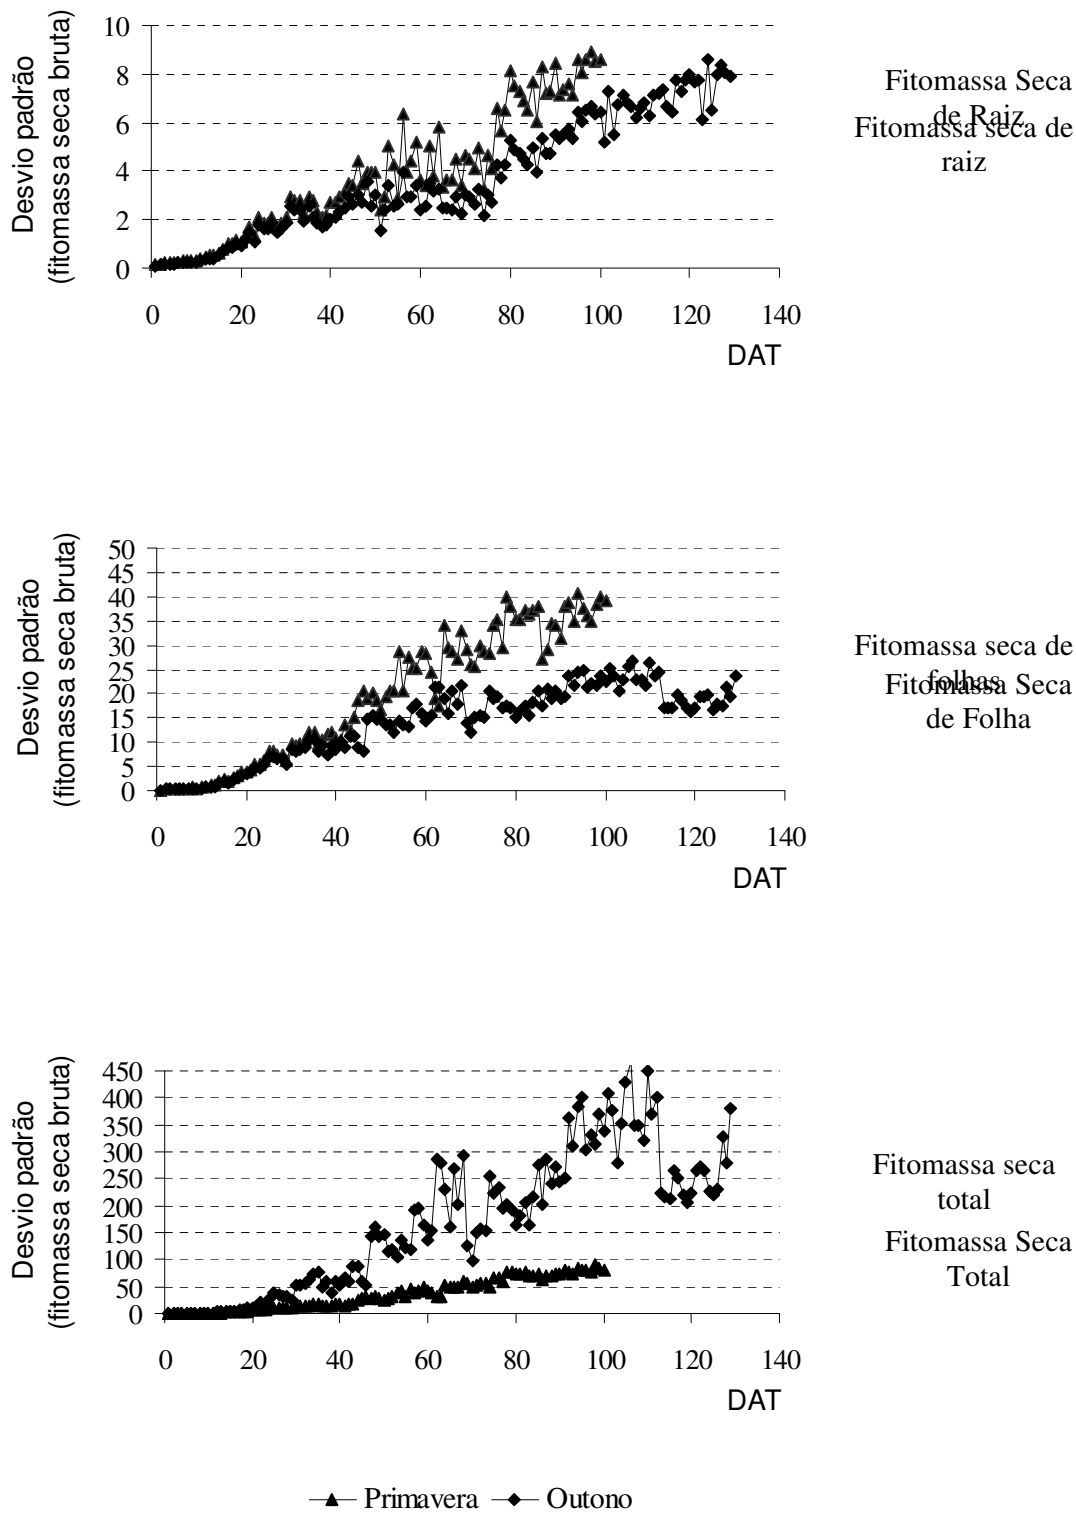 Desvio padrão
(fitomassa seca bruta)
10
8
6
4
2
0
0 20 40 60 80 100 120 140
DAT
Fitomassa Seca
de Raiz
Fitomassa seca de
raiz
Desvio padrão
(fitomassa seca bruta)
50
45
40
35
30
25
20
15
10
5
0
0 20 40 60 80 100 120 140
DAT
Fitomassa seca de
folhas
Fitomassa Seca
de Folha
Desvio padrão
(fitomassa seca bruta)
450
400
350
300
250
200
150
100
50
0
0 20 40 60 80 100 120 140
DAT
Fitomassa seca
total
Fitomassa Seca
Total
Primavera Outono